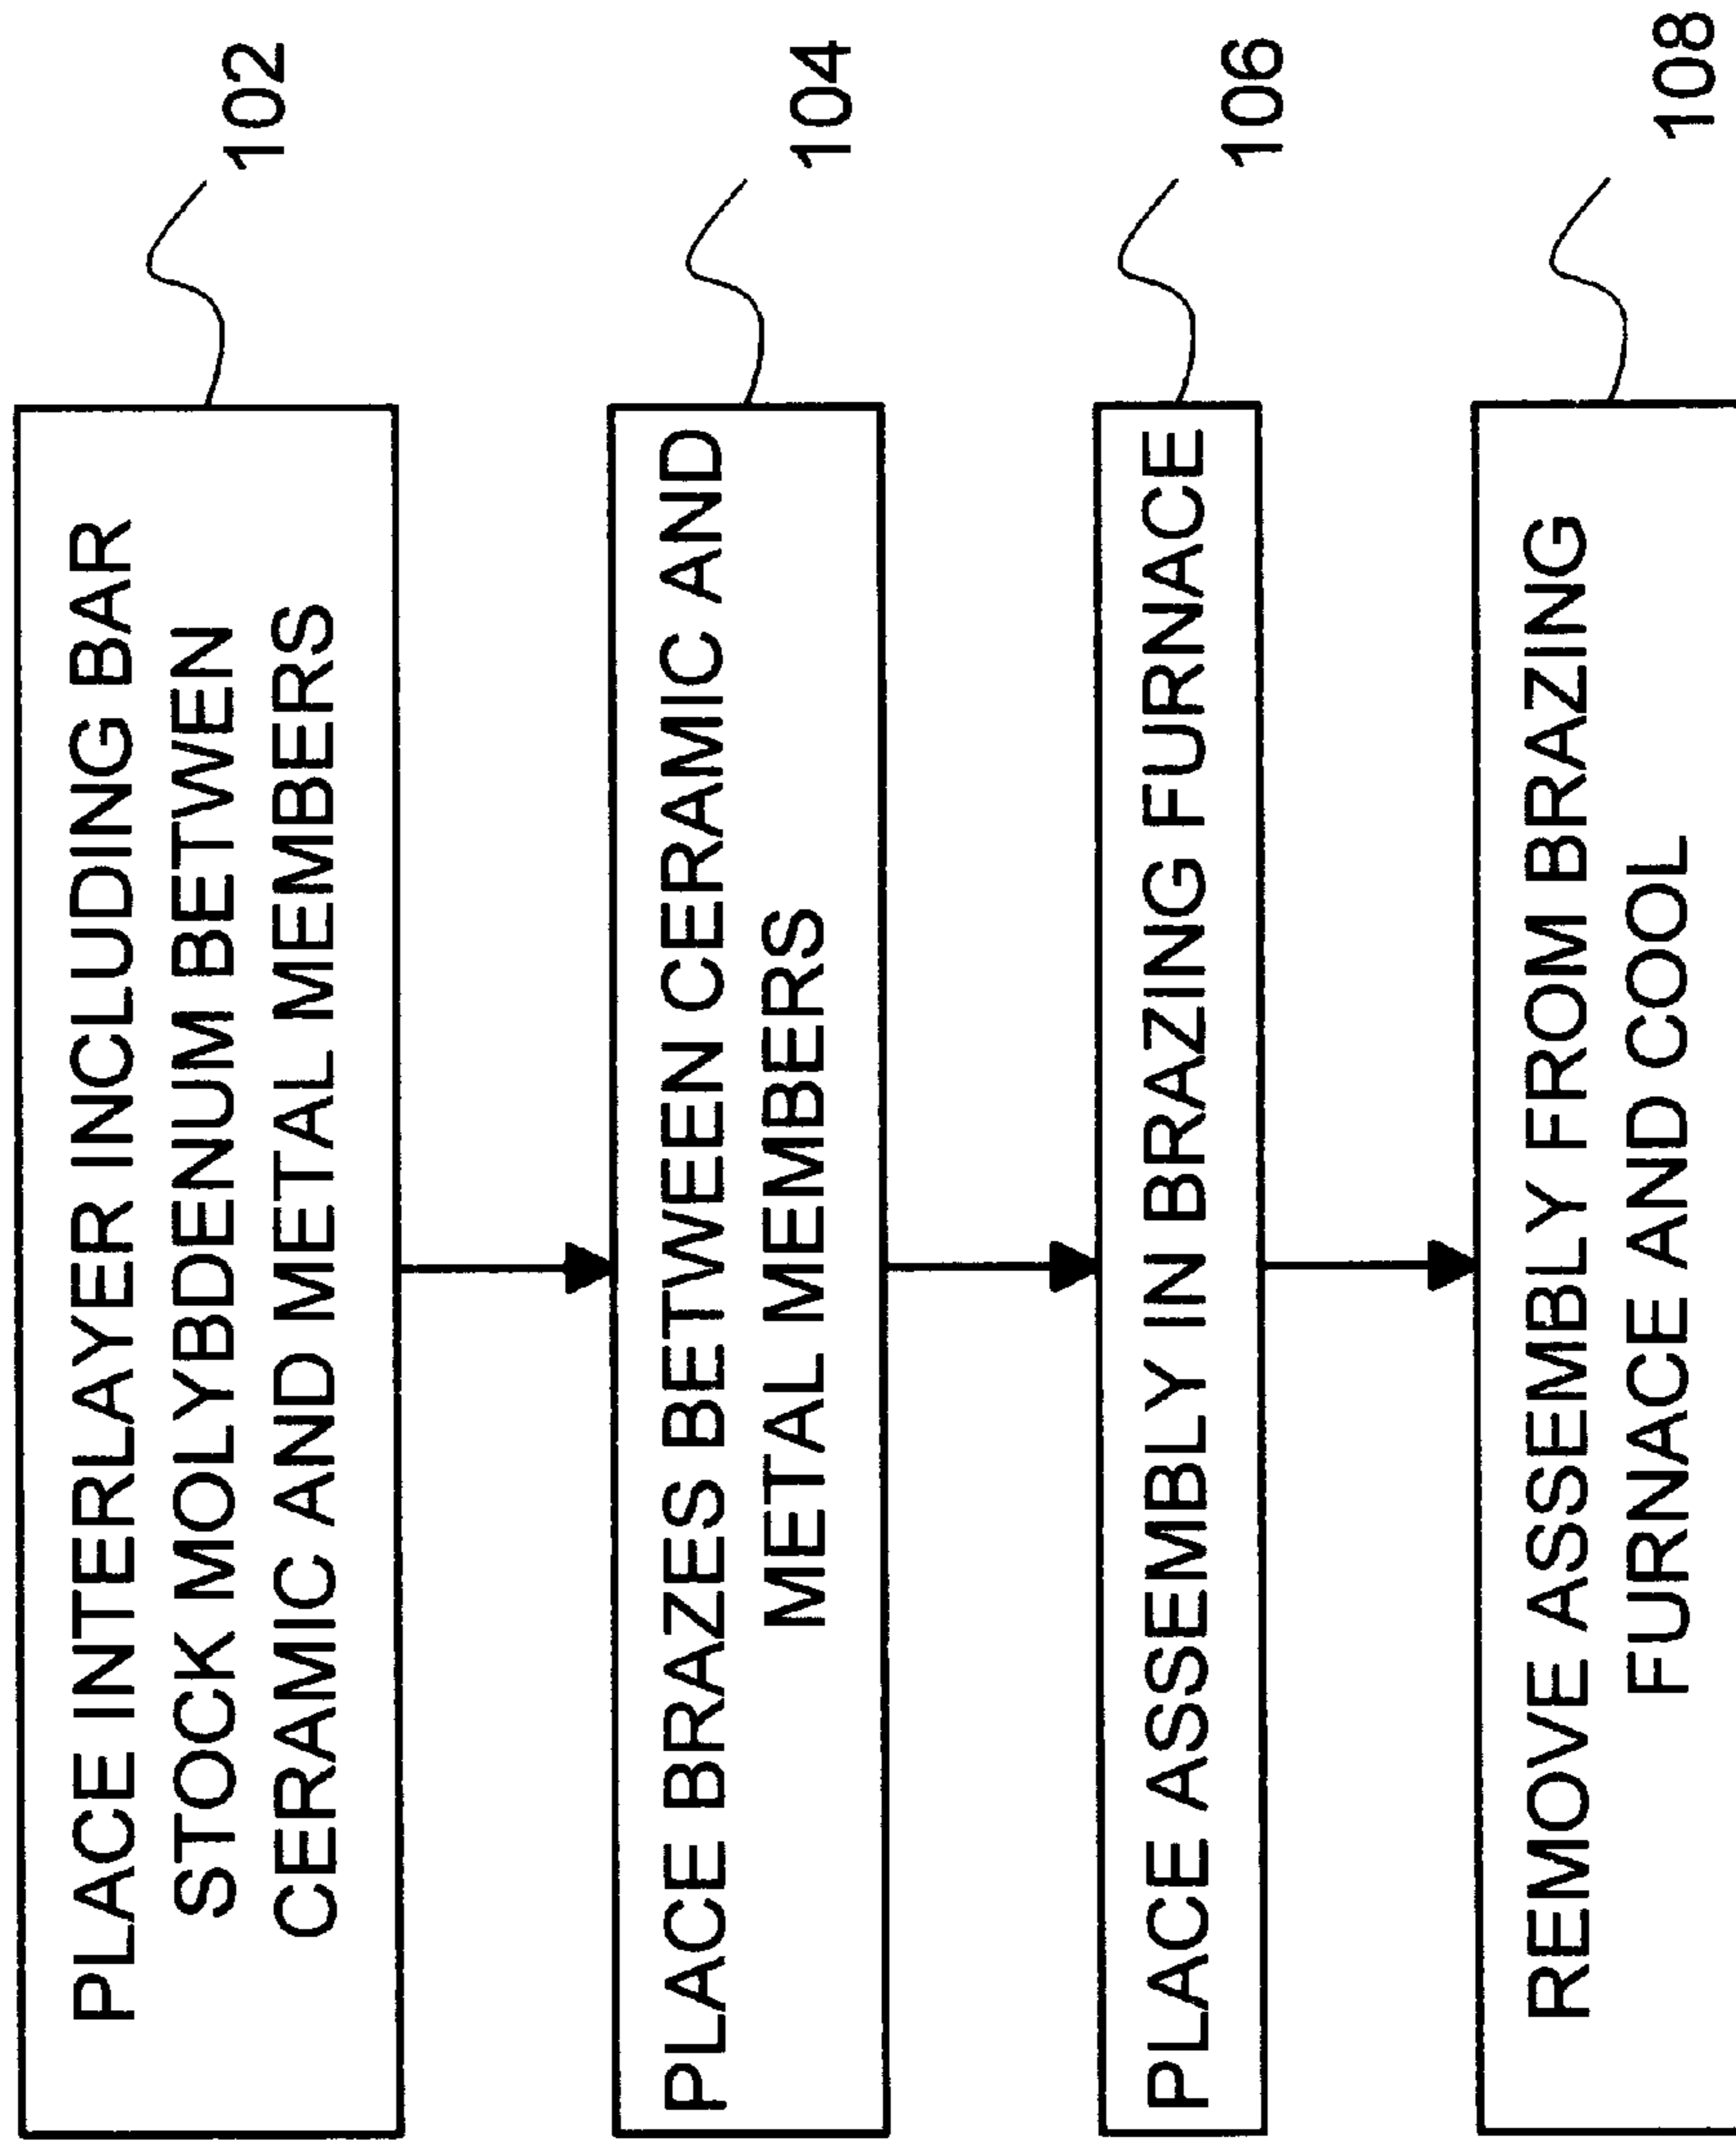 PLACE INTERLAYER INCLUDING BAR
STOCK MOLYBDENUM BETWEN
CERAMIC AND METAL MEMBERS
102
PLACE BRAZES BETWEEN CERAMIC AND
METAL MEMBERS
104
PLACE ASSEMBLY IN BRAZING FURNACE
106
REMOVE ASSEMBLY FROM BRAZING
FURNACE AND COOL
108